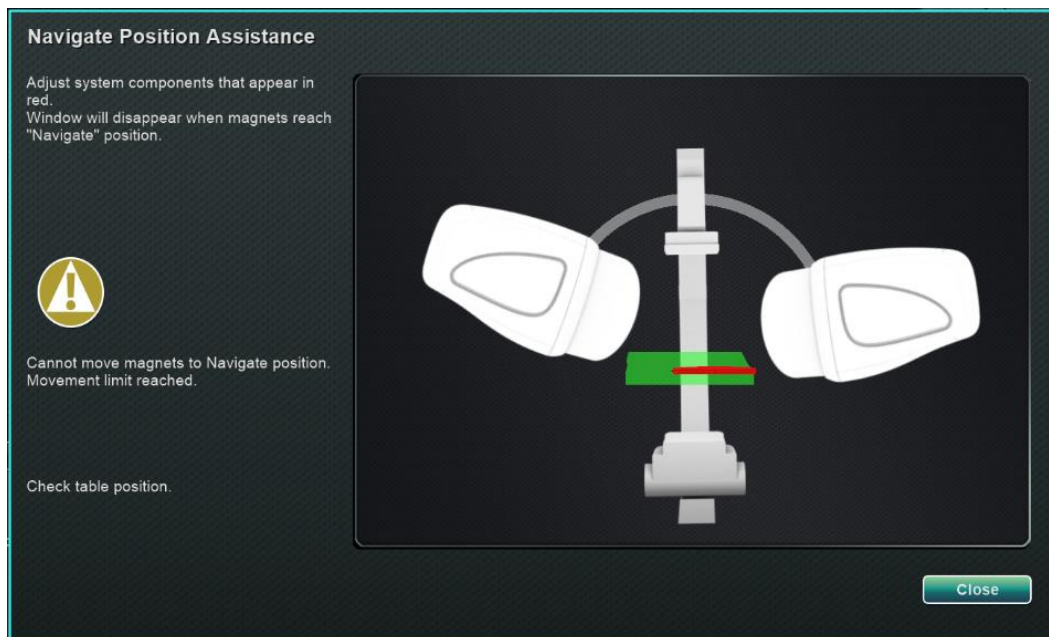 Navigate Position Assistance
Adjust system components that appear in
red.
Window will disappear when magnets reach
"Navigate" position.
Cannot move magnets to Navigate position.
Movement limit reached.
Check table position.
Close